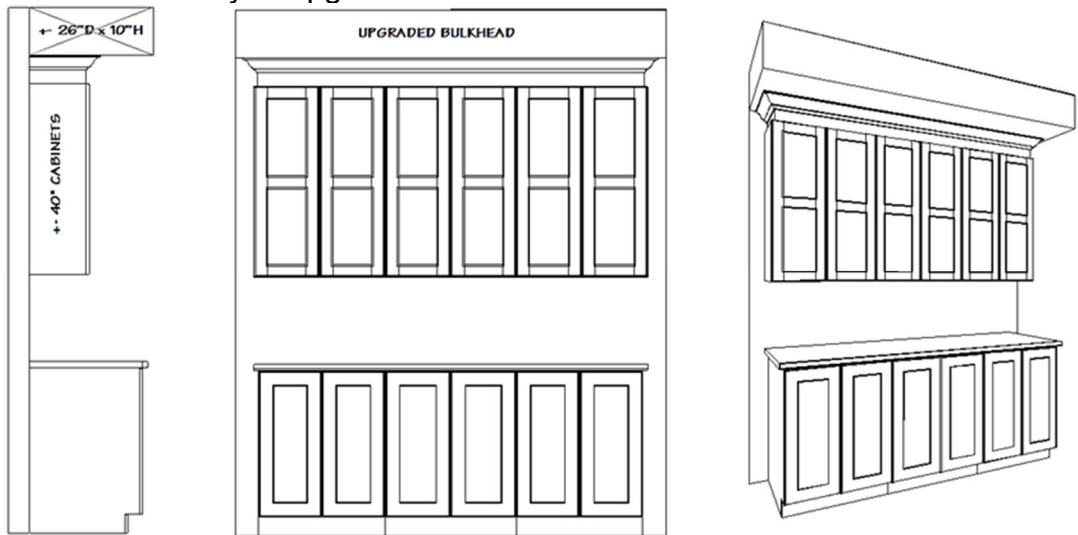 +- 26"D x 10"H
UPGRADED BULKHEAD
+- 40" CABINETS